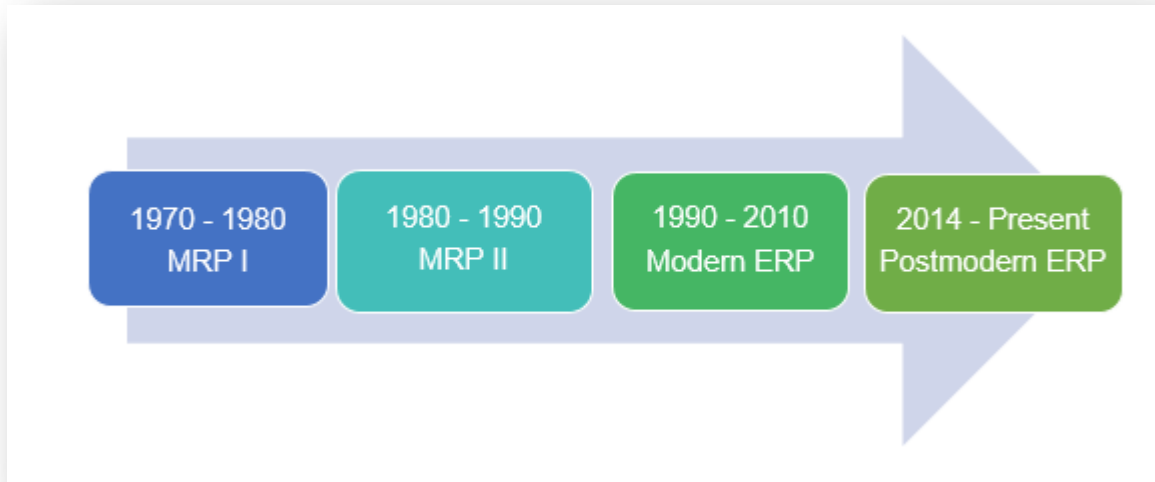 1970 - 1980
MRP I
1980 - 1990
MRP II
1990 - 2010
Modern ERP
2014 - Present
Postmodern ERP